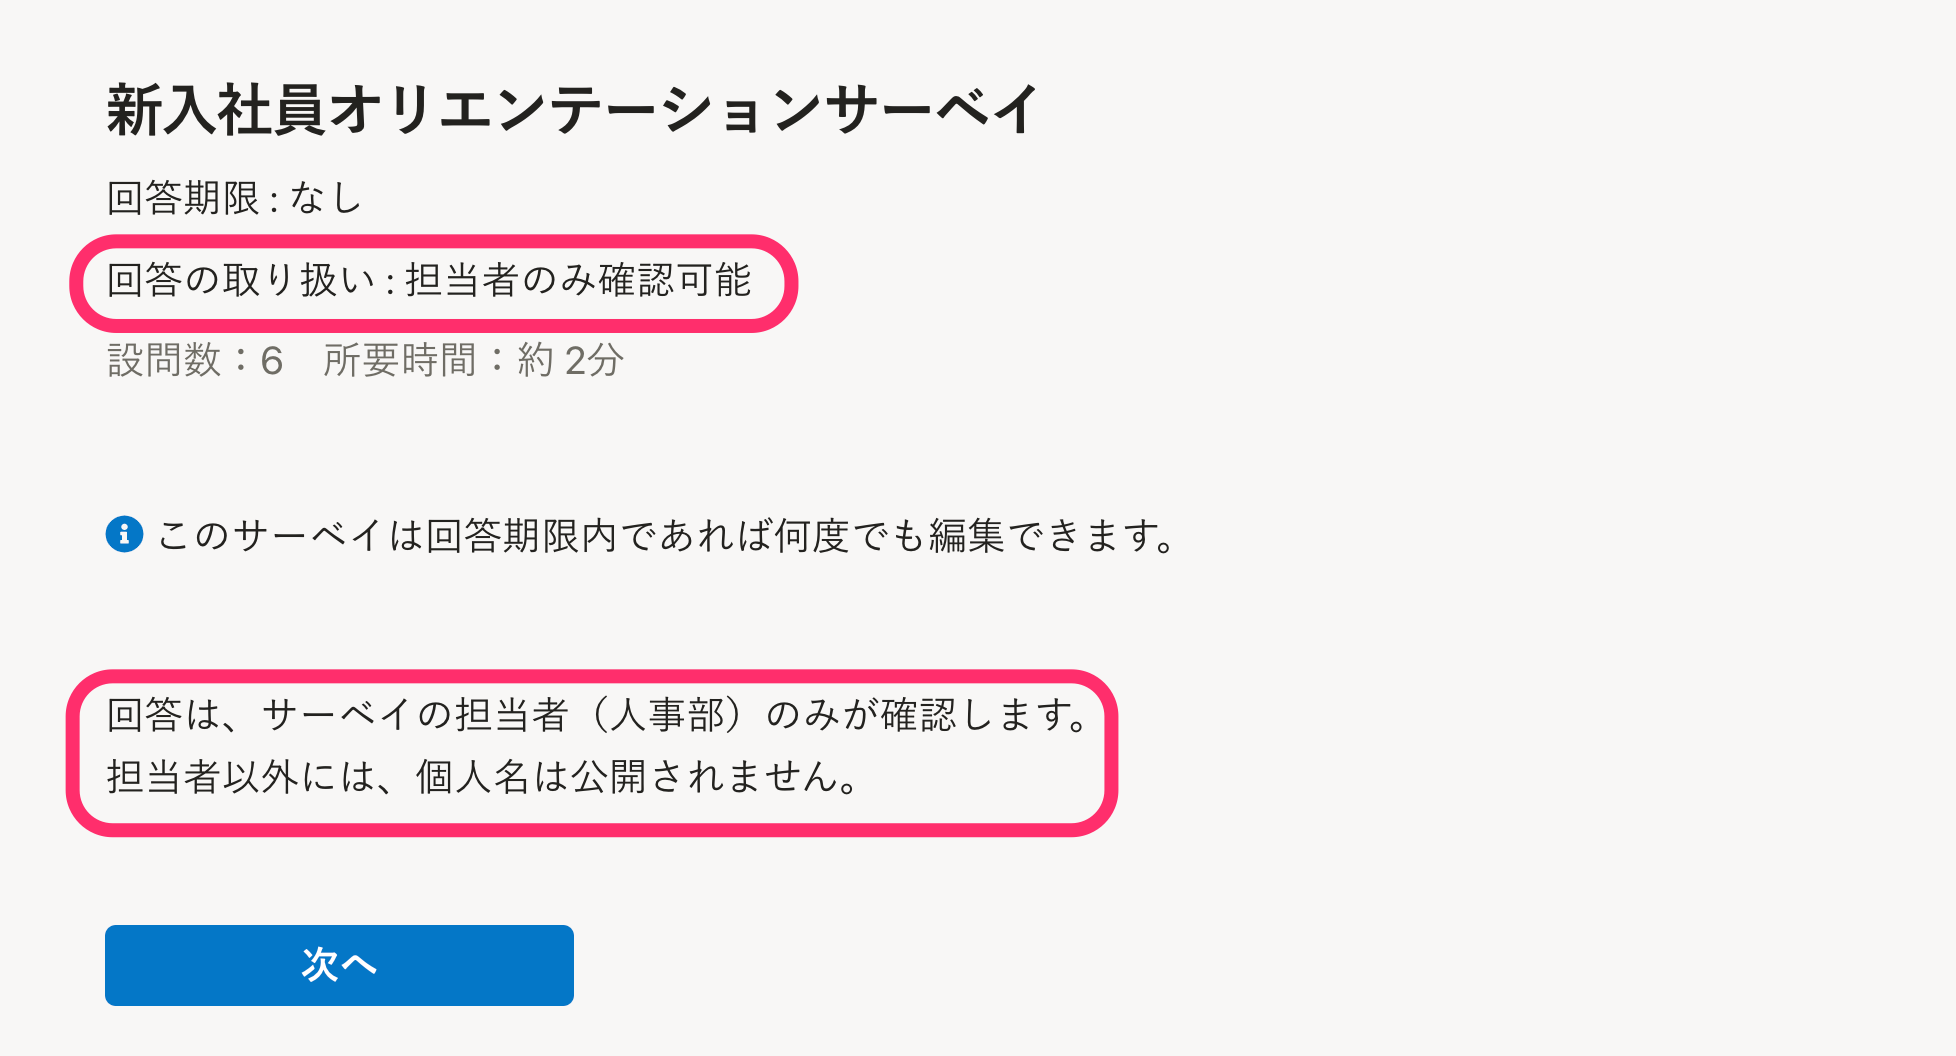 新入社員オリエンテーションサーベイ
回答期限 : なし
回答の取り扱い : 担当者のみ確認可能
設問数：6　所要時間：約 2分
このサーベイは回答期限内であれば何度でも編集できます。
回答は、サーベイの担当者（人事部）のみが確認します。
担当者以外には、個人名は公開されません。
次へ